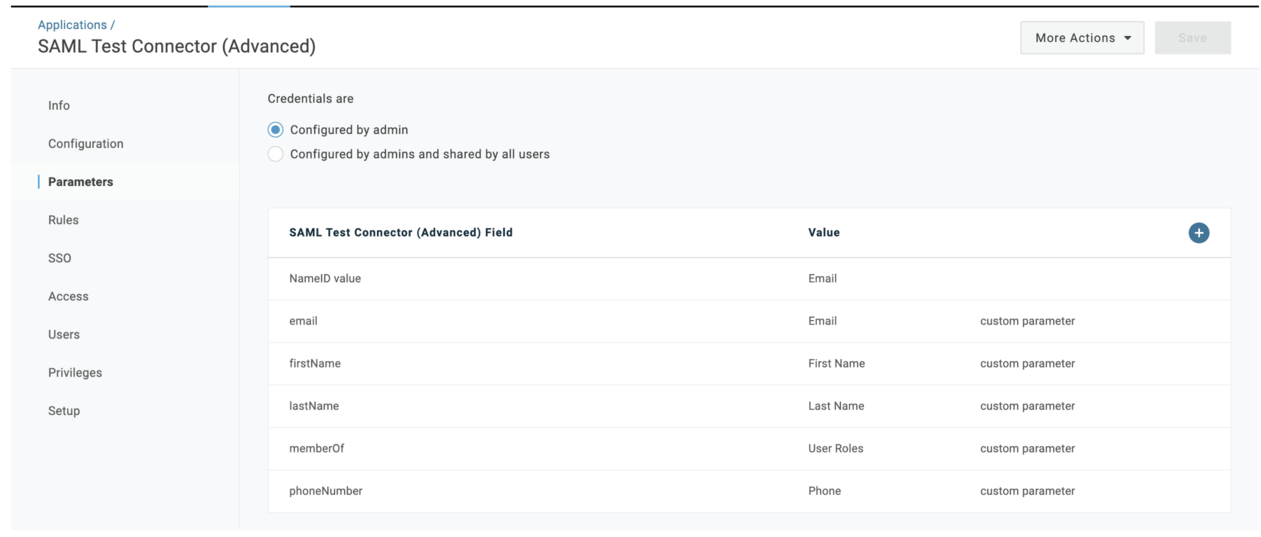 Applications /
SAML Test Connector (Advanced)
More Actions
Save
Info
Configuration
Parameters
Rules
SSO
Access
Users
Privileges
Setup
Credentials are
Configured by admin
Configured by admins and shared by all users
SAML Test Connector (Advanced) Field Value
NameID value Email
email Email custom parameter
firstName First Name custom parameter
lastName Last Name custom parameter
memberOf User Roles custom parameter
phoneNumber Phone custom parameter